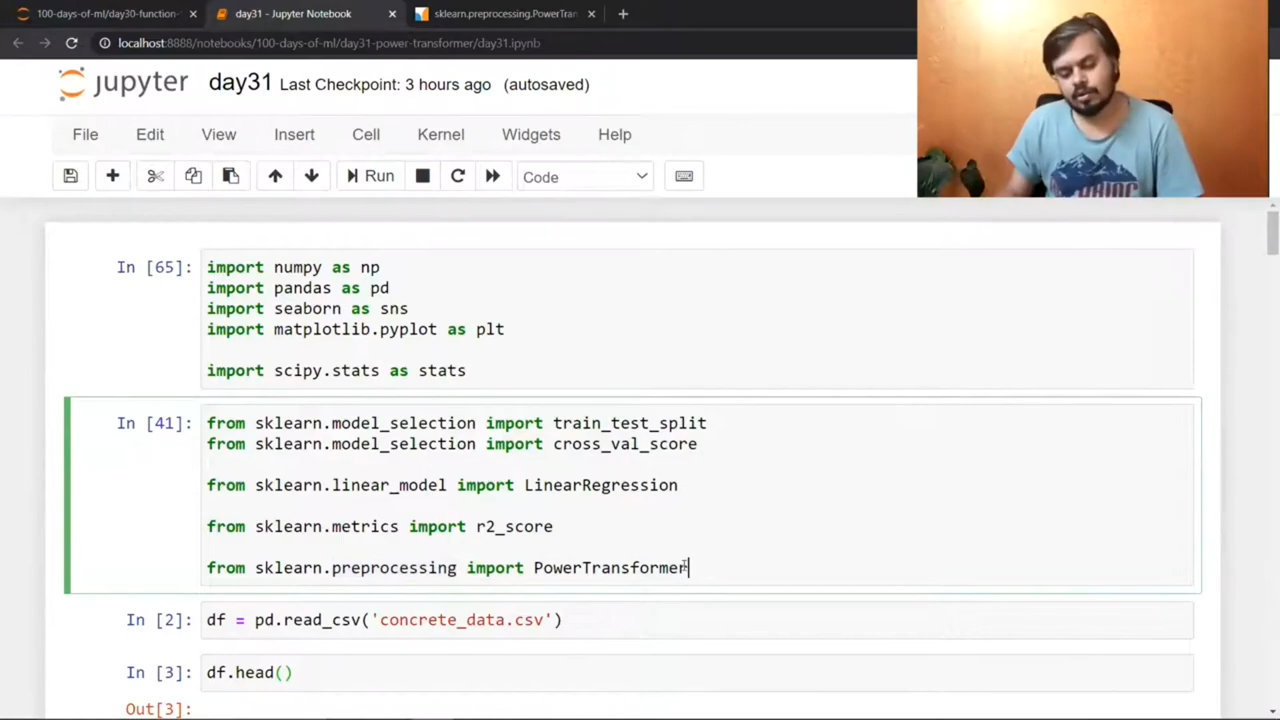 100-days-of-ml/day30-function-
day31 - Jupyter Notebook
sklearn.preprocessing.PowerTran
localhost:8888/notebooks/100-days-of-ml/day31-power-transformer/day31.ipynb
jupyter day31 Last Checkpoint: 3 hours ago (autosaved)
File Edit View Insert Cell Kernel Widgets Help
Run Code
In [65]: import numpy as np
import pandas as pd
import seaborn as sns
import matplotlib.pyplot as plt
import scipy.stats as stats
In [41]: from sklearn.model_selection import train_test_split
from sklearn.model_selection import cross_val_score
from sklearn.linear_model import LinearRegression
from sklearn.metrics import r2_score
from sklearn.preprocessing import PowerTransformer
In [2]: df = pd.read_csv('concrete_data.csv')
In [3]: df.head()
Out[3]: